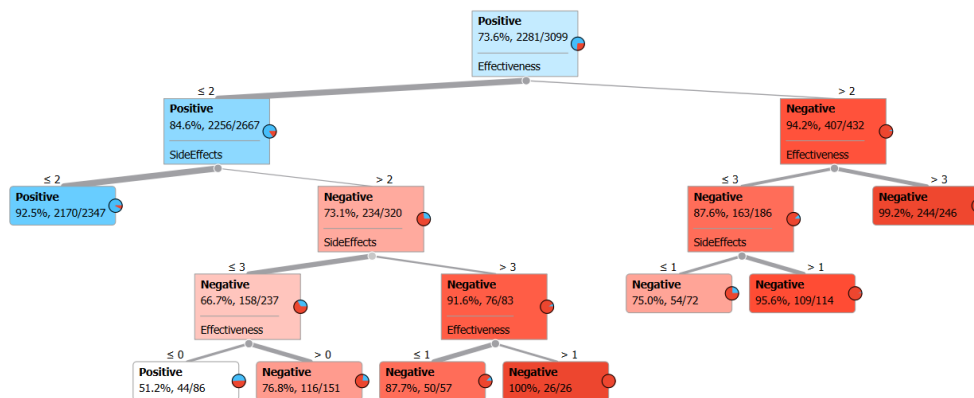 Positive
73.6%, 2281/3099
Effectiveness
≤ 2
> 2
Positive
84.6%, 2256/2667
SideEffects
Negative
94.2%, 407/432
Effectiveness
≤ 2
> 2
≤ 3
> 3
Positive
92.5%, 2170/2347
Negative
73.1%, 234/320
SideEffects
Negative
87.6%, 163/186
SideEffects
Negative
99.2%, 244/246
≤ 3
> 3
≤ 1
> 1
Negative
66.7%, 158/237
Effectiveness
Negative
91.6%, 76/83
Effectiveness
Negative
75.0%, 54/72
Negative
95.6%, 109/114
≤ 0
> 0
≤ 1
> 1
Positive
51.2%, 44/86
Negative
76.8%, 116/151
Negative
87.7%, 50/57
Negative
100%, 26/26